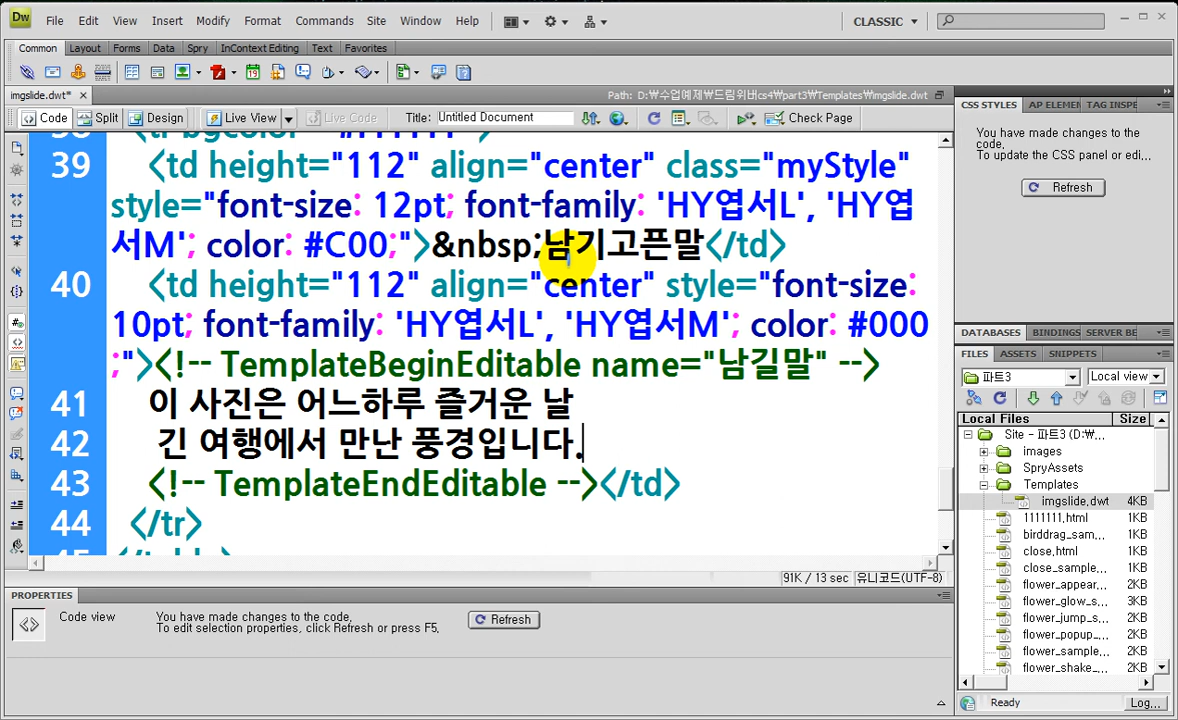 Dw File Edit View Insert Modify Format Commands Site Window Help CLASSIC
Common Layout Forms Data Spry InContext Editing Text Favorites
imgslide.dwt* Path: D:₩수업예제₩드림위버cs4₩part3₩Templates₩imgslide.dwt
Code Split Design Live View Live Code Title: Untitled Document Check Page
39 <td height="112" align="center" class="myStyle"
style="font-size: 12pt; font-family: 'HY엽서L', 'HY엽
서M'; color: #C00;">&nbsp;남기고픈말</td>
40 <td height="112" align="center" style="font-size:
10pt; font-family: 'HY엽서L', 'HY엽서M'; color: #000
;"><!-- TemplateBeginEditable name="남길말" -->
41 이 사진은 어느하루 즐거운 날
42 긴 여행에서 만난 풍경입니다.
43 <!-- TemplateEndEditable --></td>
44 </tr>
91K / 13 sec 유니코드(UTF-8)
PROPERTIES
Code view You have made changes to the code.
To edit selection properties, click Refresh or press F5.
Refresh
CSS STYLES AP ELEMEN TAG INSPE
You have made changes to the
code.
To update the CSS panel or edi...
Refresh
DATABASES BINDINGS SERVER BE
FILES ASSETS SNIPPETS
파트3 Local view
Local Files Size
Site - 파트3 (D:₩...
images
SpryAssets
Templates
imgslide.dwt 4KB
1111111.html 1KB
birddrag_sam... 1KB
close.html 1KB
close_sample... 1KB
flower_appear... 2KB
flower_glow_s... 3KB
flower_jump_s... 2KB
flower_popup_... 2KB
flower_sample... 2KB
flower_shake_... 2KB
Ready Log...